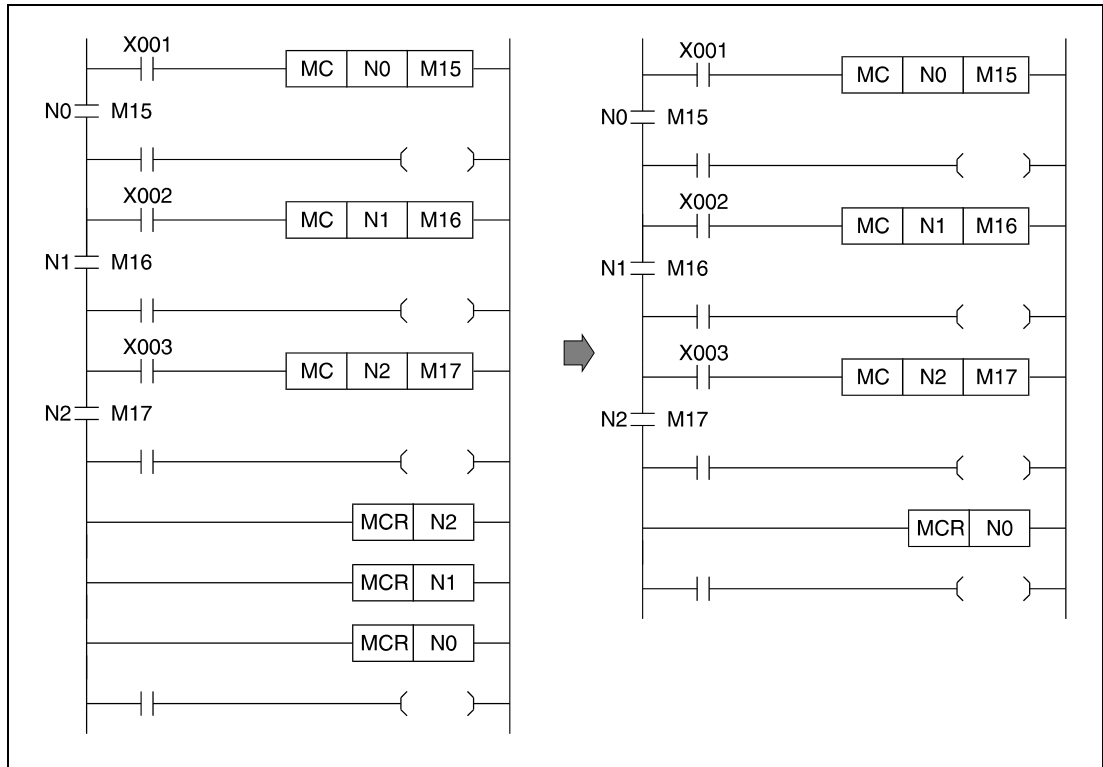 X001
MC N0 M15
N0 M15
X002
MC N1 M16
N1 M16
X003
MC N2 M17
N2 M17
MCR N2
MCR N1
MCR N0
X001
MC N0 M15
N0 M15
X002
MC N1 M16
N1 M16
X003
MC N2 M17
N2 M17
MCR N0